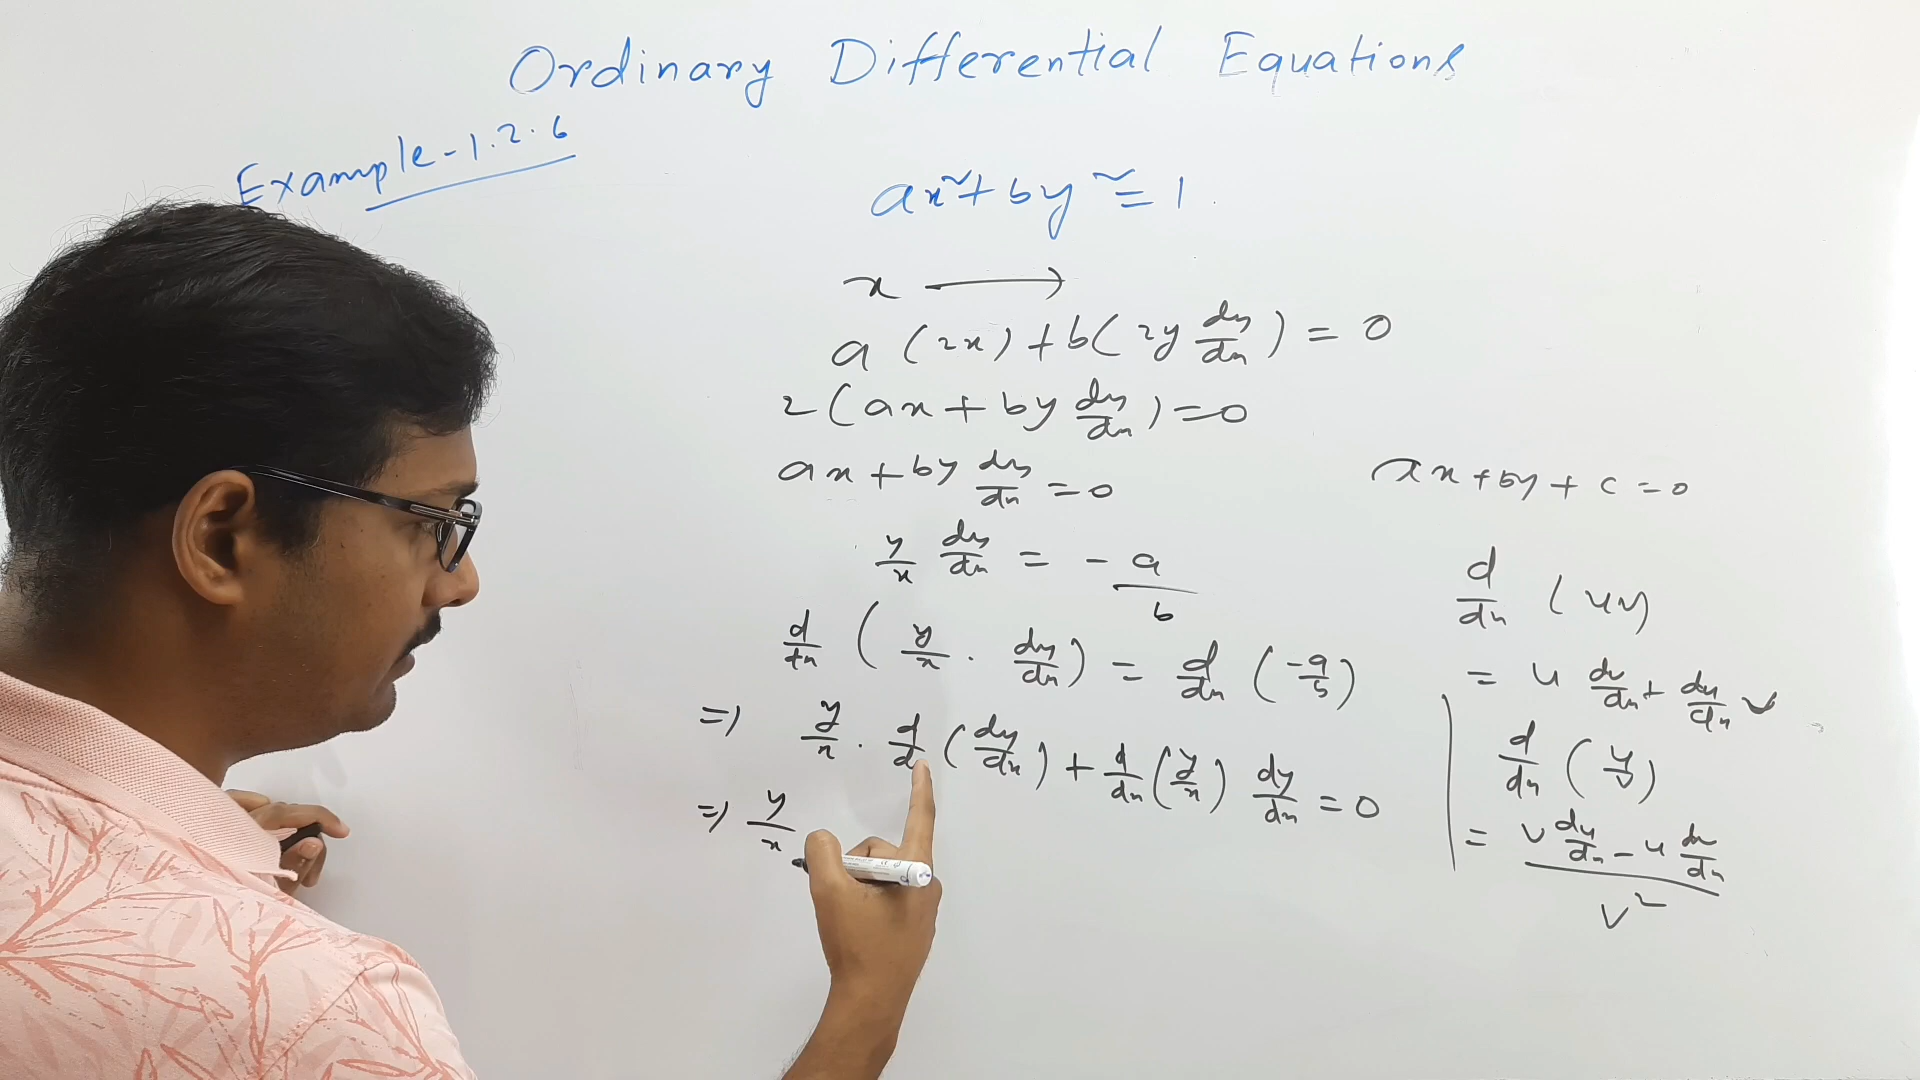 Ordinary Differential Equations
Example-1.2.6
ax²+by²=1
x ⟶
a (2x)+b(2y dy/dx) = 0
2(ax+by dy/dx)=0
ax+by dy/dx=0
y/x dy/dx = -a/b
d/dx (y/x . dy/dx) = d/dx (-a/b)
=> y/x . d/dx (dy/dx) + d/dx (y/x) dy/dx = 0
=> y/x
ax+by+c=0
d/dx (uv)
= u dv/dx + du/dx v
d/dx (u/v)
= (v du/dx - u dv/dx)/v²